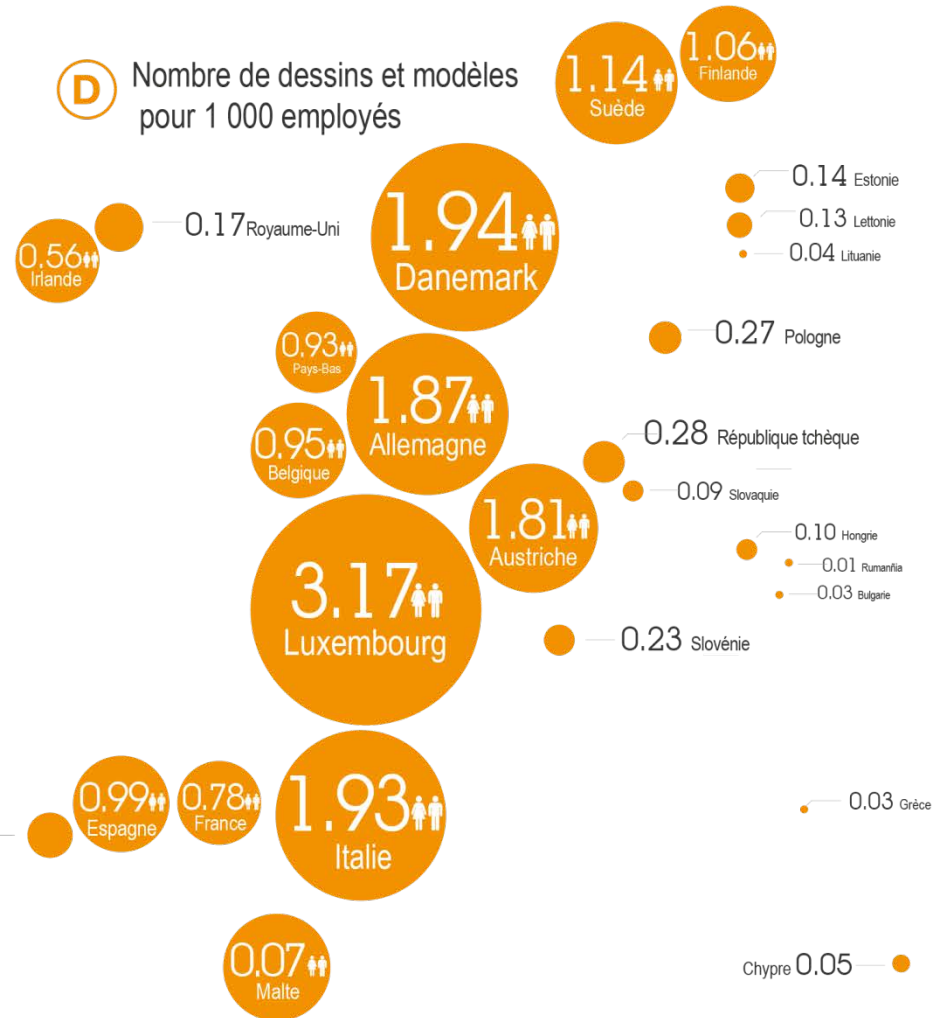 D
Nombre de dessins et modèles
pour 1 000 employés
1.14
Suède
1.06
Finlande
0.14 Estonie
0.13 Lettonie
0.04 Lituanie
0.17 Royaume-Uni
0.56
Irlande
1.94
Danemark
0.27 Pologne
0.93
Pays-Bas
1.87
Allemagne
0.95
Belgique
0.28 République tchèque
0.09 Slovaquie
1.81
Austriche
0.10 Hongrie
0.01 Rumanñia
0.03 Bulgarie
3.17
Luxembourg
0.23 Slovénie
0.99
Espagne
0.78
France
1.93
Italie
0.03 Grèce
0.07
Malte
Chypre 0.05